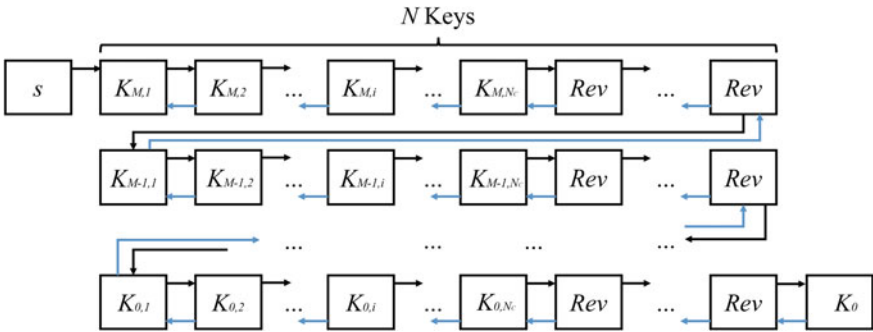 N Keys
s K_{M,1} K_{M,2} ... K_{M,i} ... K_{M,N_c} Rev ... Rev
K_{M-1,1} K_{M-1,2} ... K_{M-1,i} ... K_{M-1,N_c} Rev ... Rev
... ... ... ...
K_{0,1} K_{0,2} ... K_{0,i} ... K_{0,N_c} Rev ... Rev K_0